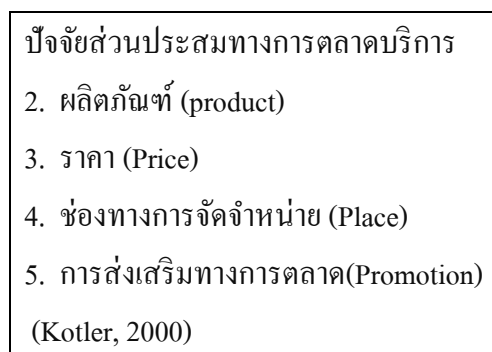 ปัจจัยส่วนประสมทางการตลาดบริการ
2. ผลิตภัณฑ์ (product)
3. ราคา (Price)
4. ช่องทางการจัดจำหน่าย (Place)
5. การส่งเสริมทางการตลาด(Promotion)
(Kotler, 2000)